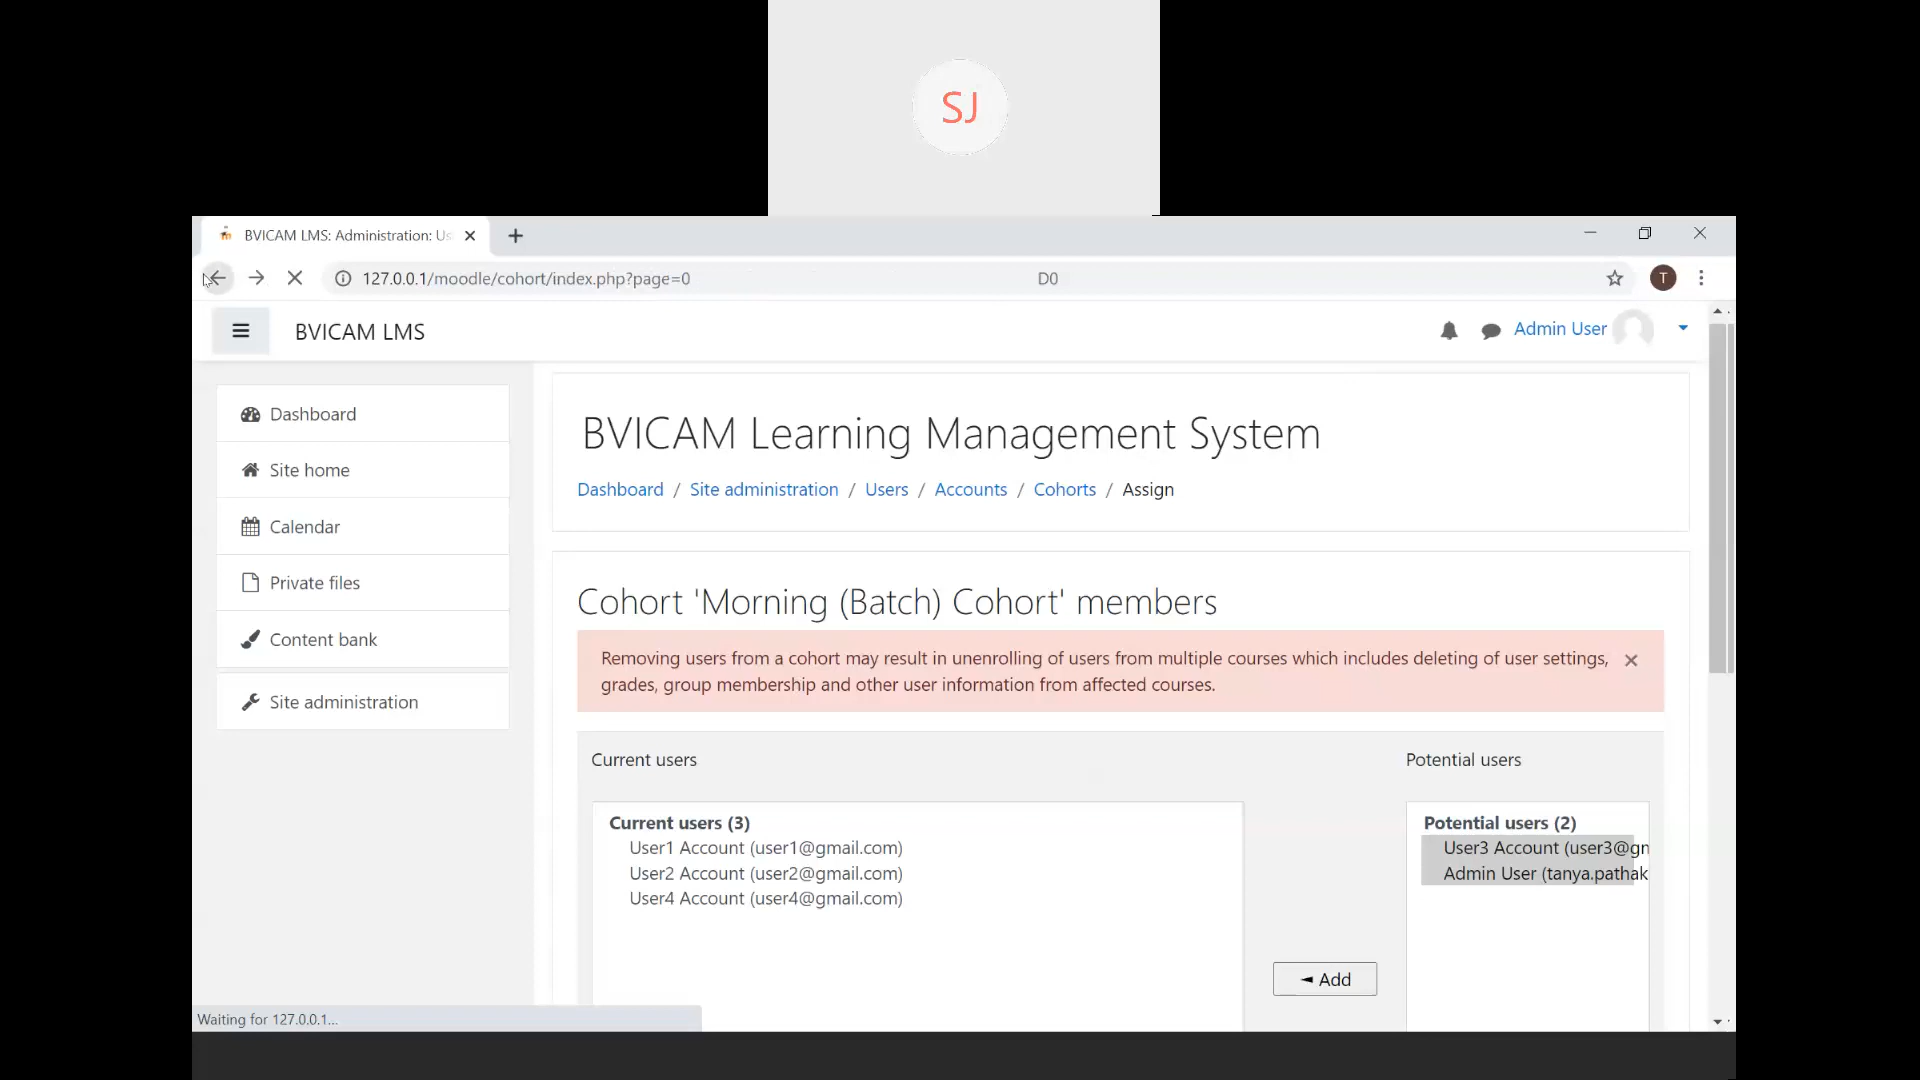 SJ
BVICAM LMS: Administration: Us
127.0.0.1/moodle/cohort/index.php?page=0
D0
T
BVICAM LMS
Admin User
Dashboard
Site home
Calendar
Private files
Content bank
Site administration
BVICAM Learning Management System
Dashboard / Site administration / Users / Accounts / Cohorts / Assign
Cohort 'Morning (Batch) Cohort' members
Removing users from a cohort may result in unenrolling of users from multiple courses which includes deleting of user settings,
grades, group membership and other user information from affected courses.
Current users
Potential users
Current users (3)
User1 Account (user1@gmail.com)
User2 Account (user2@gmail.com)
User4 Account (user4@gmail.com)
◄ Add
Potential users (2)
User3 Account (user3@gm
Admin User (tanya.pathak
Waiting for 127.0.0.1...